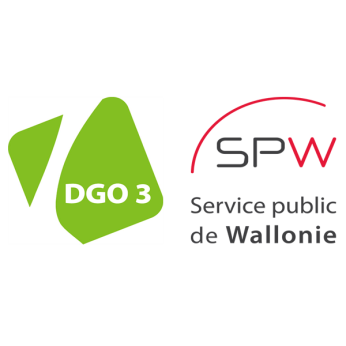 DGO 3
SPW
Service public
de Wallonie